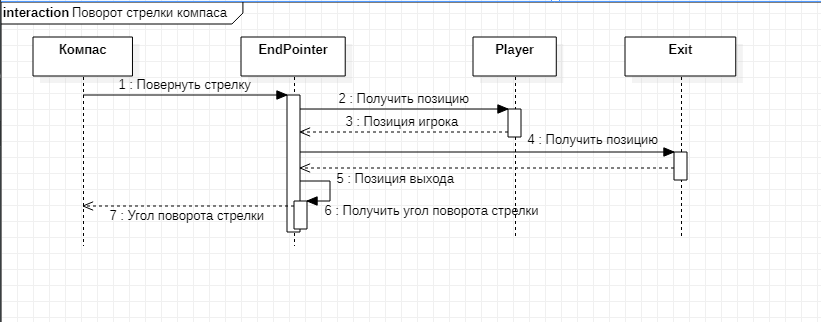 interaction Поворот стрелки компаса
Компас
EndPointer
Player
Exit
1 : Повернуть стрелку
2 : Получить позицию
3 : Позиция игрока
4 : Получить позицию
5 : Позиция выхода
6 : Получить угол поворота стрелки
7 : Угол поворота стрелки